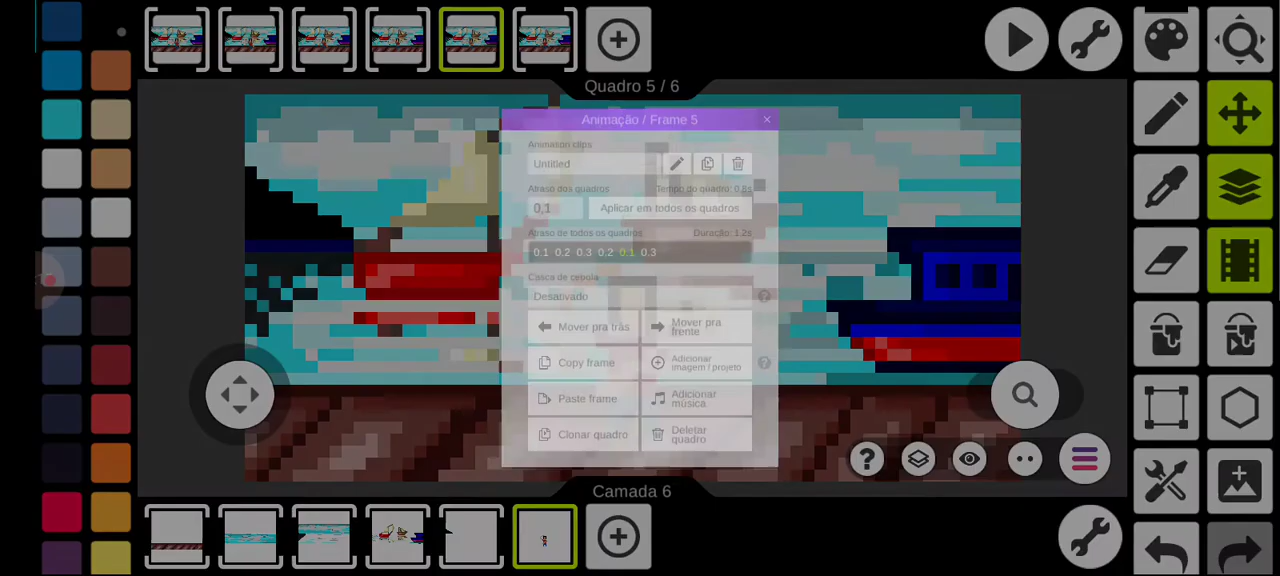 Quadro 5 / 6
Animação / Frame 5
Animation clips
Untitled
Atraso dos quadros Tempo do quadro: 0.8s
0,1 Aplicar em todos os quadros
Atraso de todos os quadros Duração: 1.2s
0.1 0.2 0.3 0.2 0.1 0.3
Casca de cebola
Desativado ?
Mover pra trás Mover pra frente
Copy frame Adicionar imagem / projeto ?
Paste frame Adicionar música
Clonar quadro Deletar quadro
?
Camada 6